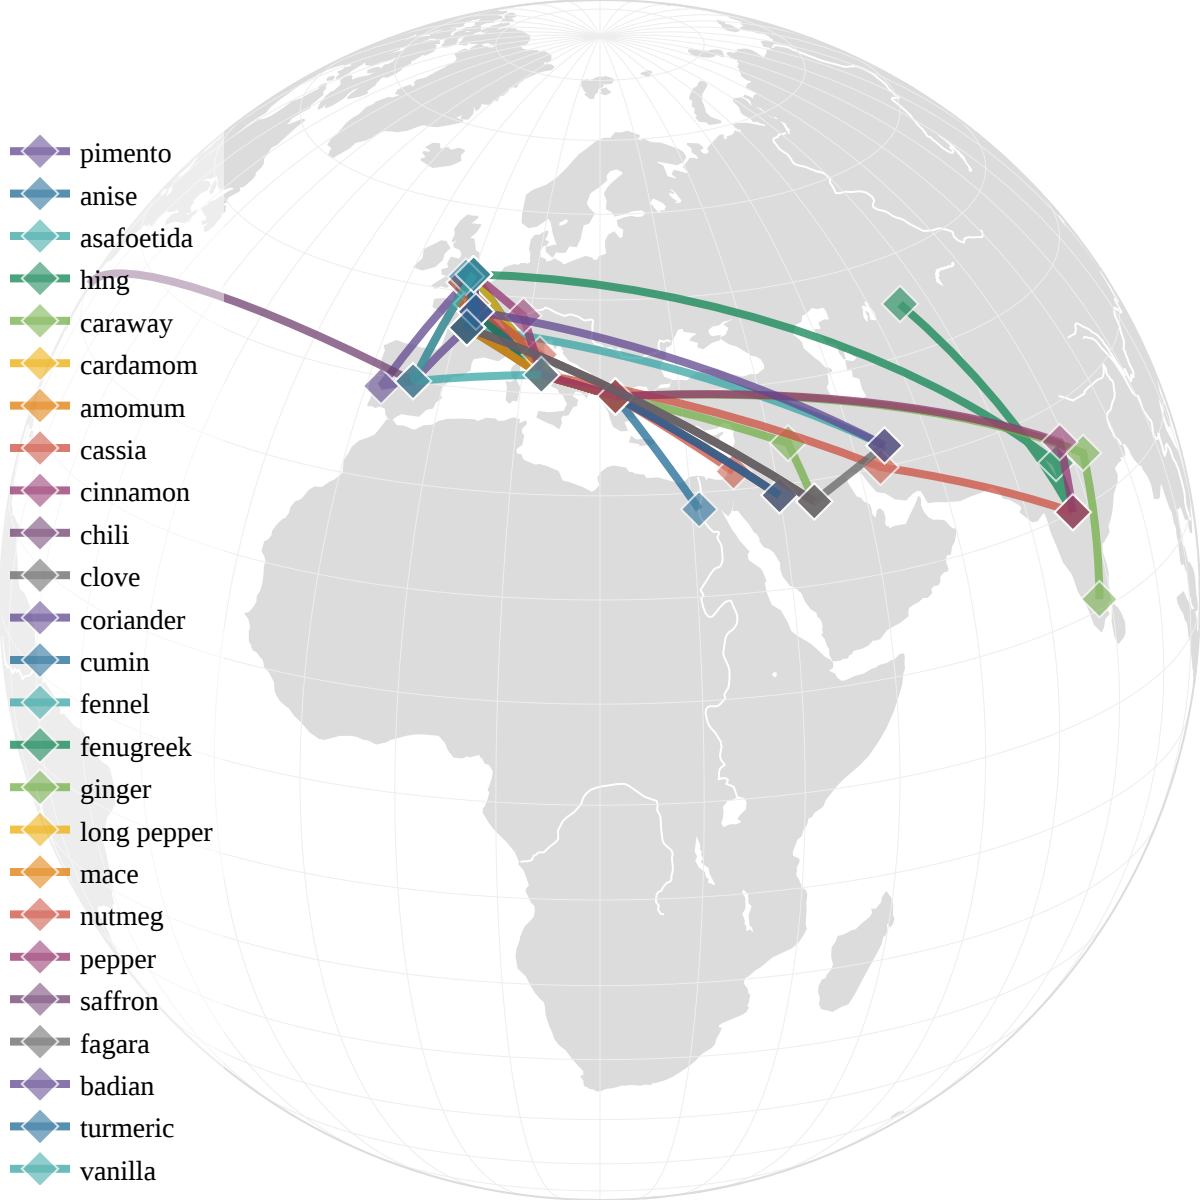 pimento
anise
asafoetida
hing
caraway
cardamom
amomum
cassia
cinnamon
chili
clove
coriander
cumin
fennel
fenugreek
ginger
long pepper
mace
nutmeg
pepper
saffron
fagara
badian
turmeric
vanilla